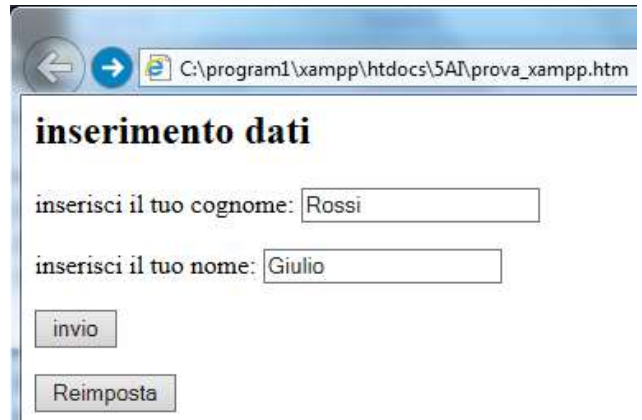 C:\program1\xampp\htdocs\5AI\prova_xampp.htm
inserimento dati
inserisci il tuo cognome: Rossi
inserisci il tuo nome: Giulio
invio
Reimposta